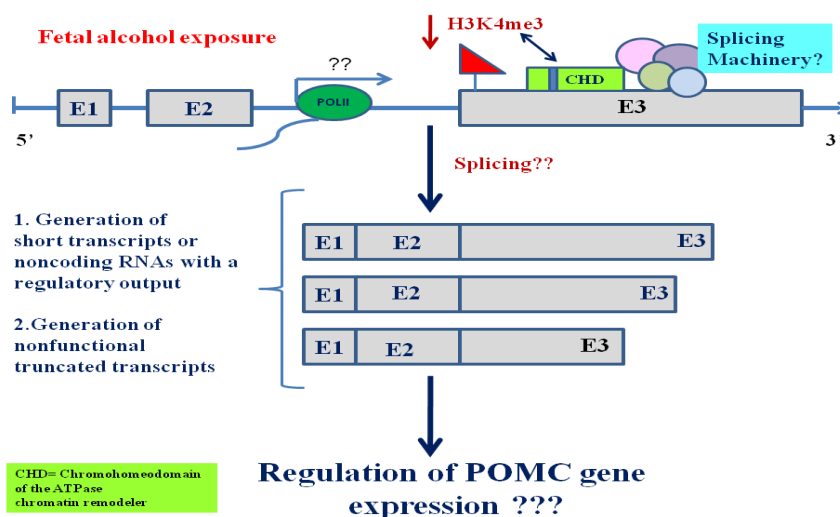 Fetal alcohol exposure
H3K4me3
??
Splicing
Machinery?
CHD
POLII
E1
E2
E3
5’
3
Splicing??
1. Generation of
short transcripts or
noncoding RNAs with a
regulatory output
2.Generation of
nonfunctional
truncated transcripts
E1 E2 E3
E1 E2 E3
E1 E2 E3
CHD= Chromohomeodomain
of the ATPase
chromatin remodeler
Regulation of POMC gene
expression ???